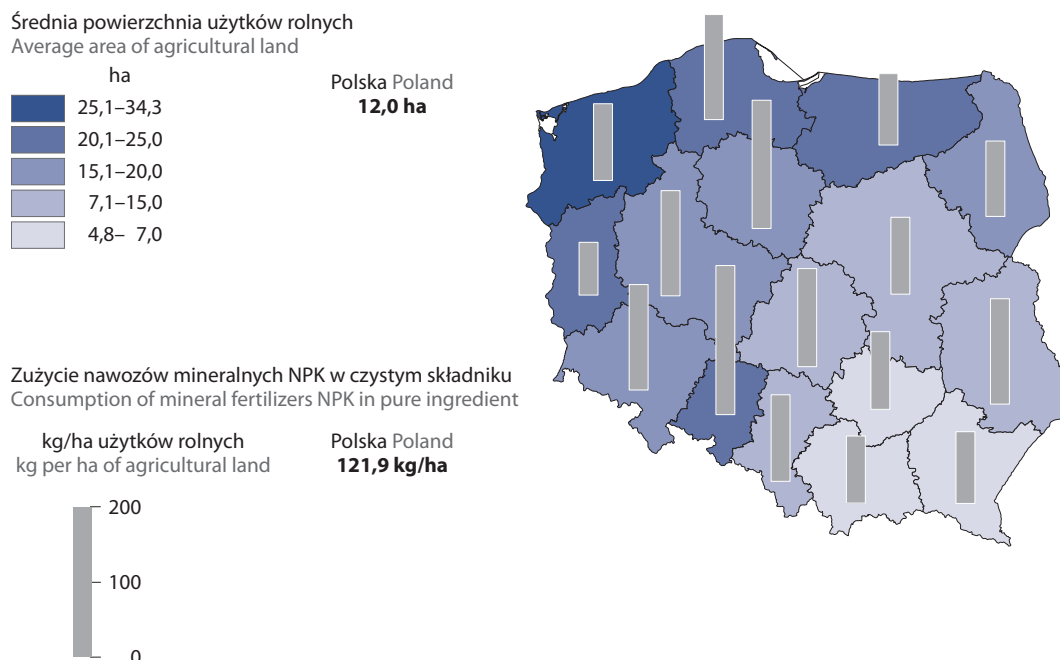 Średnia powierzchnia użytków rolnych
Average area of agricultural land
ha
25,1–34,3
20,1–25,0
15,1–20,0
7,1–15,0
4,8– 7,0
Polska Poland
12,0 ha
Zużycie nawozów mineralnych NPK w czystym składniku
Consumption of mineral fertilizers NPK in pure ingredient
kg/ha użytków rolnych
kg per ha of agricultural land
Polska Poland
121,9 kg/ha
200
100
0